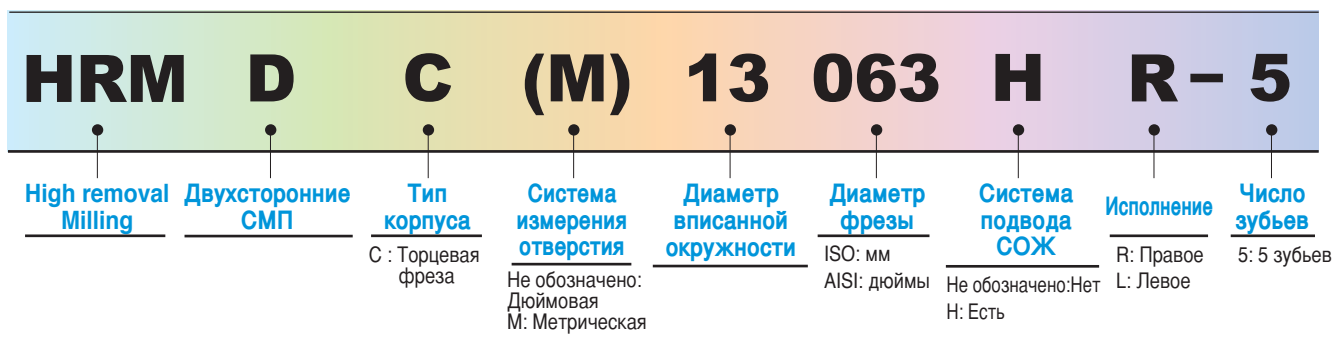 HRM D C (M) 13 063 H R - 5
High removal
Milling
Двухсторонние
СМП
Тип
корпуса
C : Торцевая
фреза
Система
измерения
отверстия
Не обозначено:
Дюймовая
M: Метрическая
Диаметр
вписанной
окружности
Диаметр
фрезы
ISO: мм
AISI: дюймы
Система
подвода
СОЖ
Не обозначено:Нет
H: Есть
Исполнение
R: Правое
L: Левое
Число
зубьев
5: 5 зубьев